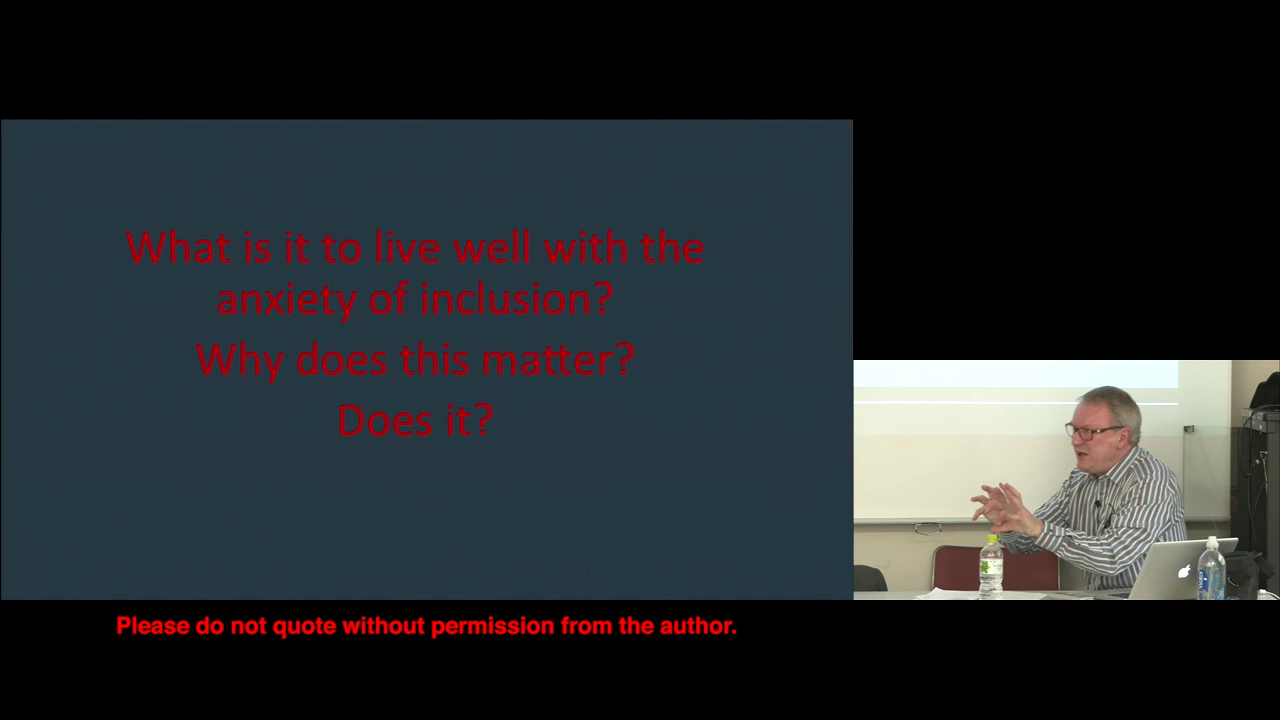 What is it to live well with the
anxiety of inclusion?
Why does this matter?
Does it?
Please do not quote without permission from the author.